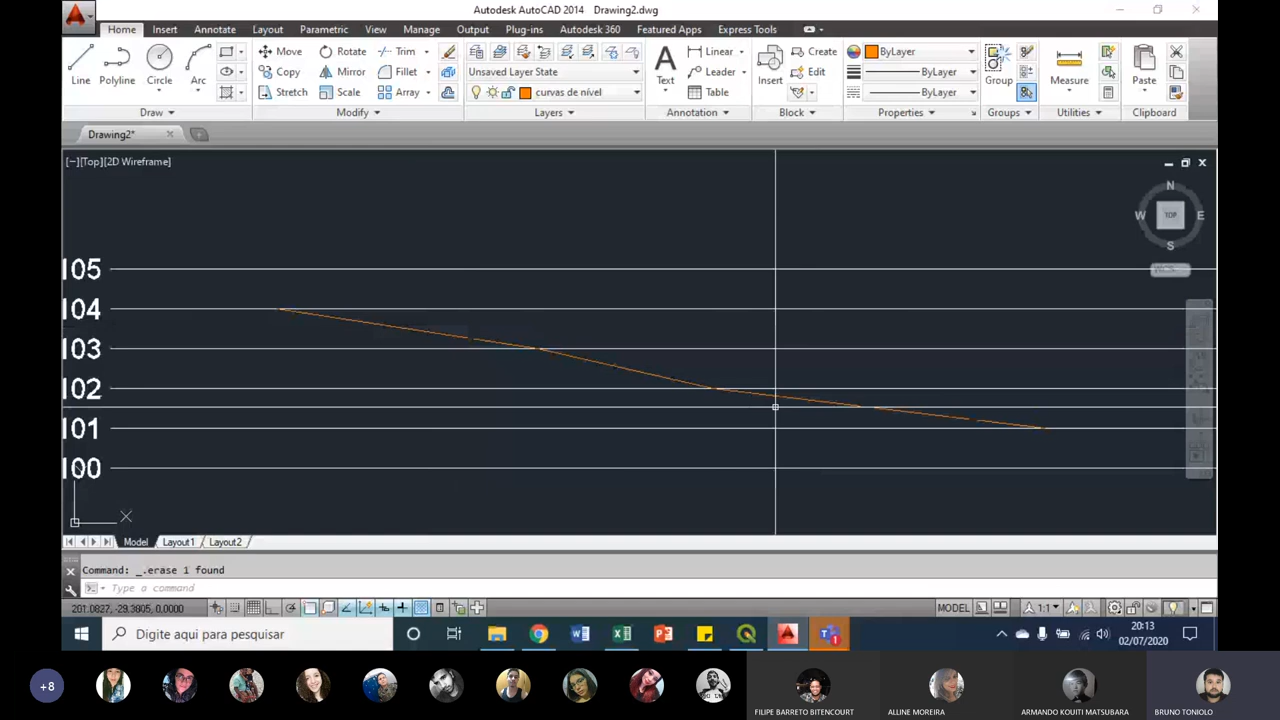 Autodesk AutoCAD 2014 Drawing2.dwg
Home Insert Annotate Layout Parametric View Manage Output Plug-ins Autodesk 360 Featured Apps Express Tools
Move Rotate Trim Unsaved Layer State Linear Create ByLayer
Line Polyline Circle Arc Copy Mirror Fillet Text Leader Insert Edit ByLayer Group Measure Paste
Stretch Scale Array curvas de nível Table ByLayer
Draw Modify Layers Annotation Block Properties Groups Utilities Clipboard
Drawing2*
[−][Top][2D Wireframe]
N
W TOP E
S
105
104
103
102
101
100
X
Model Layout1 Layout2
Command: _.erase 1 found
Type a command
201.0827, -29.3805, 0.0000 MODEL 1:1
Digite aqui para pesquisar
20:13
02/07/2020
+8
FILIPE BARRETO BITENCOURT ALLINE MOREIRA ARMANDO KOUITI MATSUBARA BRUNO TONIOLO